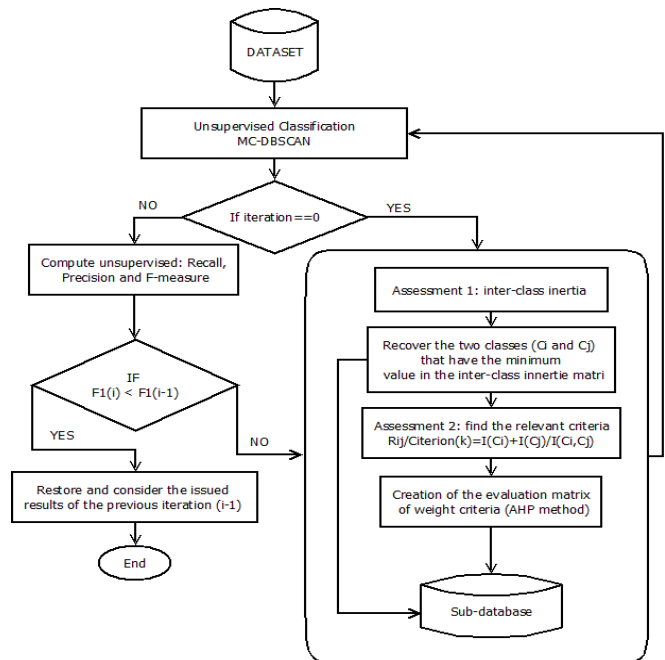 DATASET
Unsupervised Classification
MC-DBSCAN
If iteration==0
NO
YES
Compute unsupervised: Recall,
Precision and F-measure
IF
F1(i) < F1(i-1)
YES
NO
Restore and consider the issued
results of the previous iteration (i-1)
End
Assessment 1: inter-class inertia
Recover the two classes (Ci and Cj)
that have the minimum
value in the inter-class innertie matri
Assessment 2: find the relevant criteria
Rij/Citerion(k)=I(Ci)+I(Cj)/I(Ci,Cj)
Creation of the evaluation matrix
of weight criteria (AHP method)
Sub-database